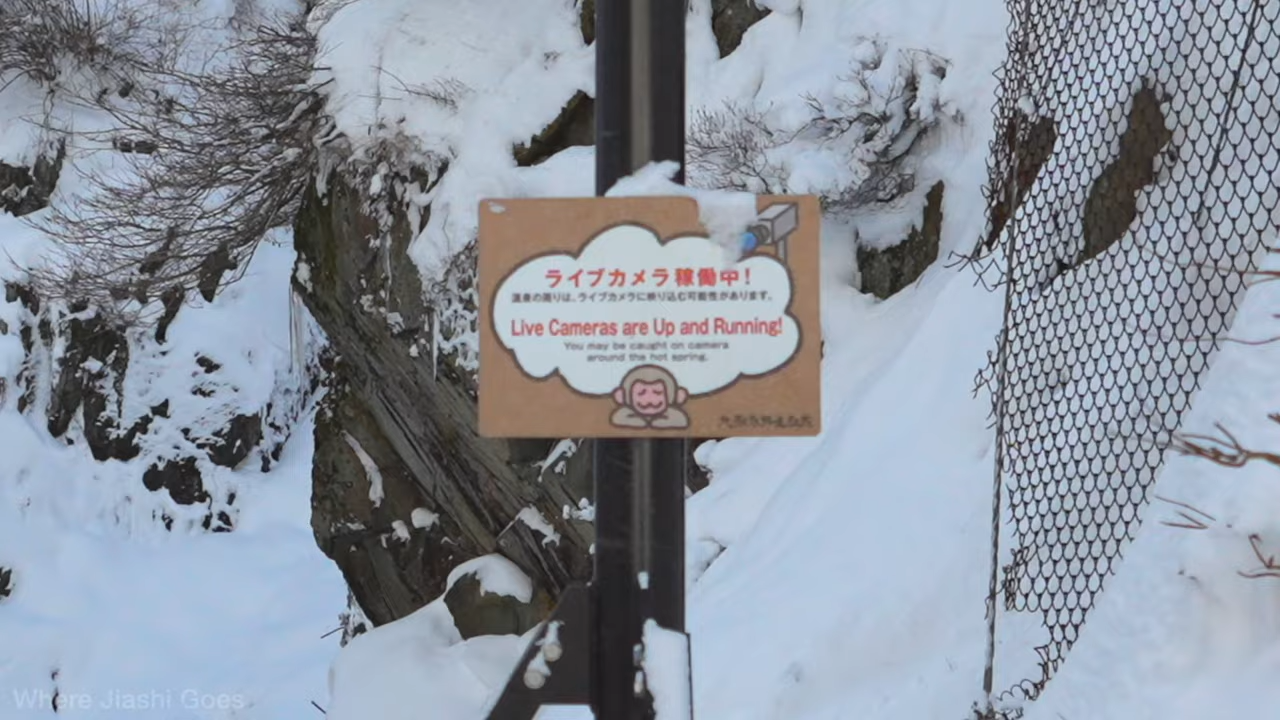 ライブカメラ稼働中!
温泉の周りは、ライブカメラに映り込む可能性があります。
Live Cameras are Up and Running!
You may be caught on camera
around the hot spring.
Where Jiashi Goes